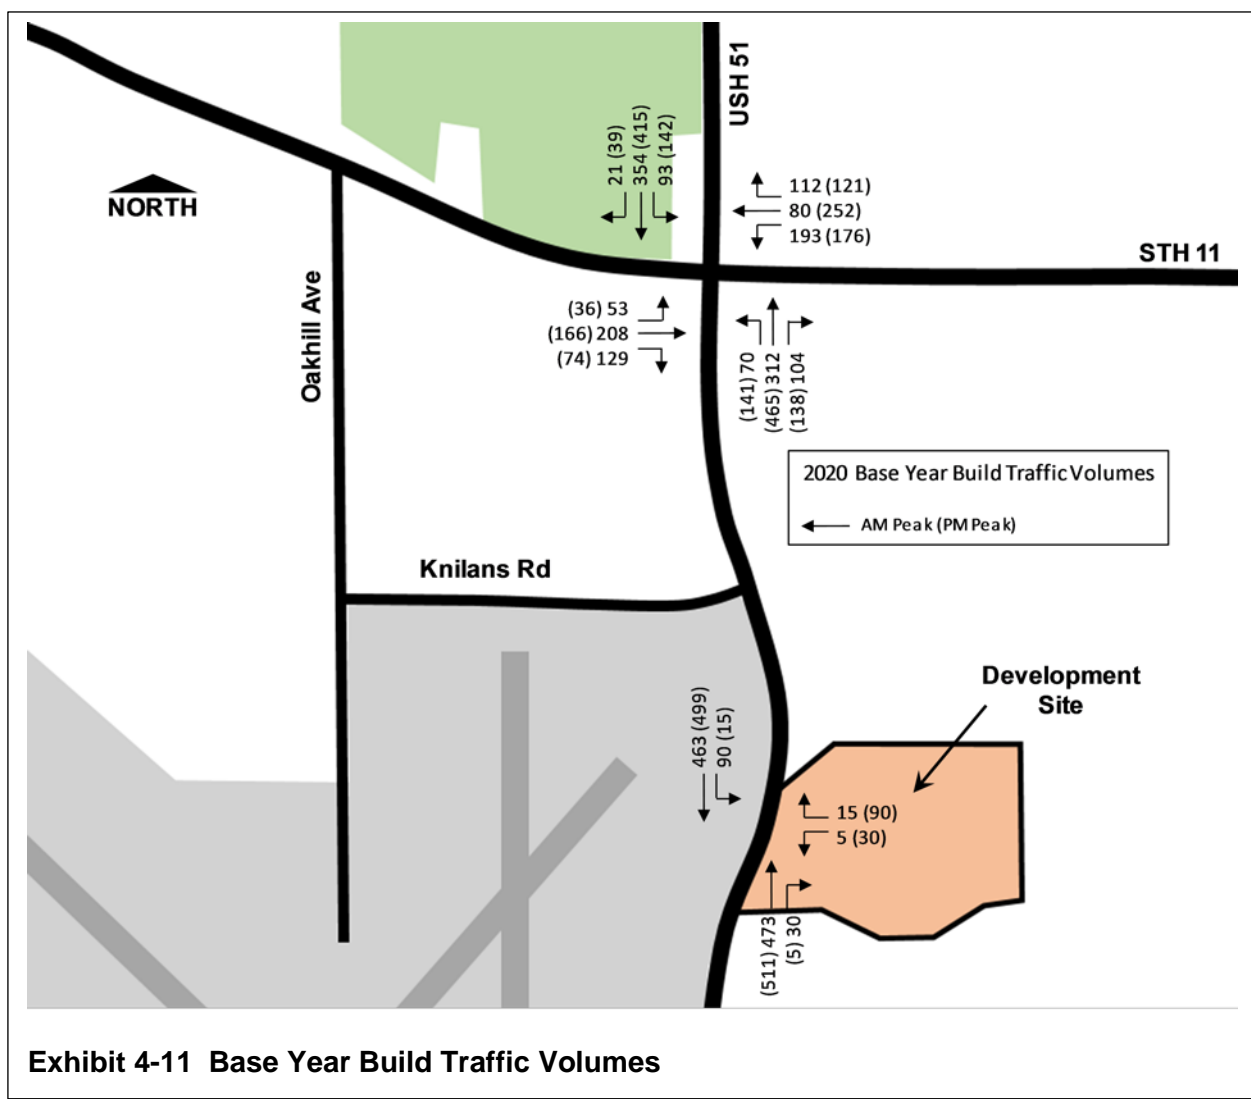 USH 51
21 (39)
354 (415)
93 (142)
112 (121)
80 (252)
193 (176)
NORTH
STH 11
Oakhill Ave
(36) 53
(166) 208
(74) 129
(141) 70
(465) 312
(138) 104
2020 Base Year Build Traffic Volumes
AM Peak (PM Peak)
Knilans Rd
Development
Site
463 (499)
90 (15)
15 (90)
5 (30)
(511) 473
(5) 30
Exhibit 4-11 Base Year Build Traffic Volumes